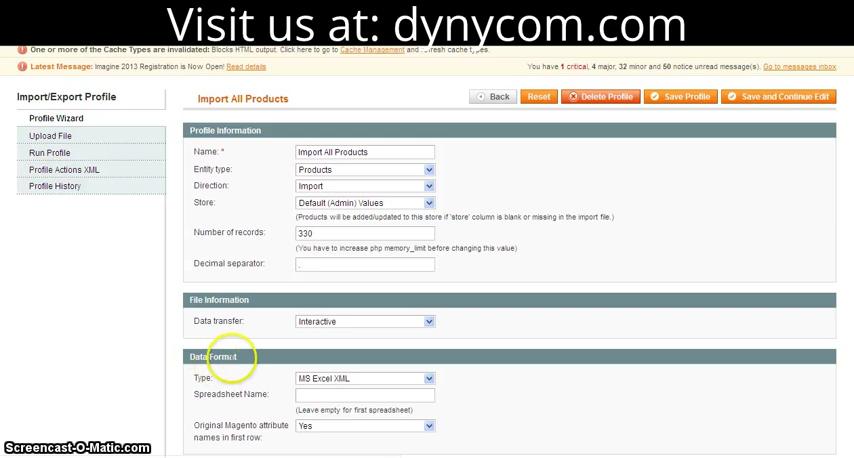 Visit us at: dynycom.com
One or more of the Cache Types are invalidated: Blocks HTML output. Click here to go to Cache Management and refresh cache types.
Latest Message: Imagine 2013 Registration is Now Open! Read details
You have 1 critical, 4 major, 32 minor and 50 notice unread message(s). Go to messages inbox
Import/Export Profile
Profile Wizard
Upload File
Run Profile
Profile Actions XML
Profile History
Import All Products
Back
Reset
Delete Profile
Save Profile
Save and Continue Edit
Profile Information
Name: * Import All Products
Entity type: Products
Direction: Import
Store: Default (Admin) Values
(Products will be added/updated to this store if 'store' column is blank or missing in the import file.)
Number of records: 330
(You have to increase php memory_limit before changing this value)
Decimal separator: .
File Information
Data transfer: Interactive
Data Format
Type: MS Excel XML
Spreadsheet Name:
(Leave empty for first spreadsheet)
Original Magento attribute
names in first row: Yes
Screencast-O-Matic.com